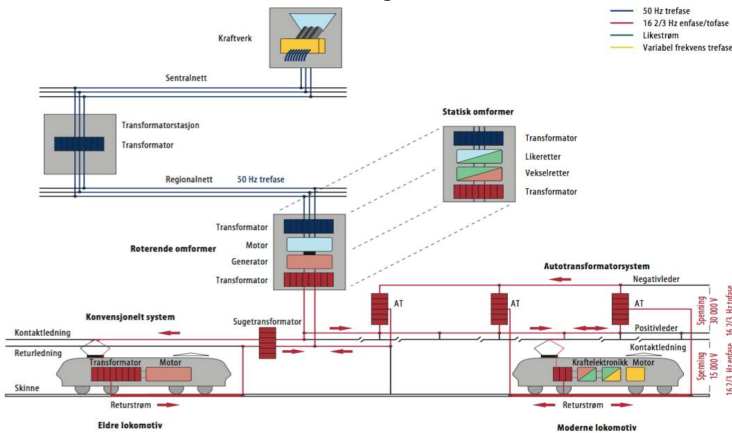 50 Hz trefase
16 2/3 Hz enfase/tofase
Likestrøm
Variabel frekvens trefase
Kraftverk
Sentralnett
Transformatorstasjon
Transformator
Statisk omformer
Transformator
Likeretter
Vekselretter
Transformator
Regionalnett 50 Hz trefase
Transformator
Roterende omformer
Motor
Generator
Transformator
Autotransformatorsystem
Negativleder
AT
AT
AT
Spenning
30 000 V
16 2/3 Hz tofase
Konvensjonelt system
Sugetransformator
Kontaktledning
Positivleder
Returledning
Kontaktledning
Transformator Motor
Kraftelektronikk Motor
Spenning
15 000 V
16 2/3 Hz enfase
Skinne
Returstrøm
Returstrøm
Eldre lokomotiv
Moderne lokomotiv